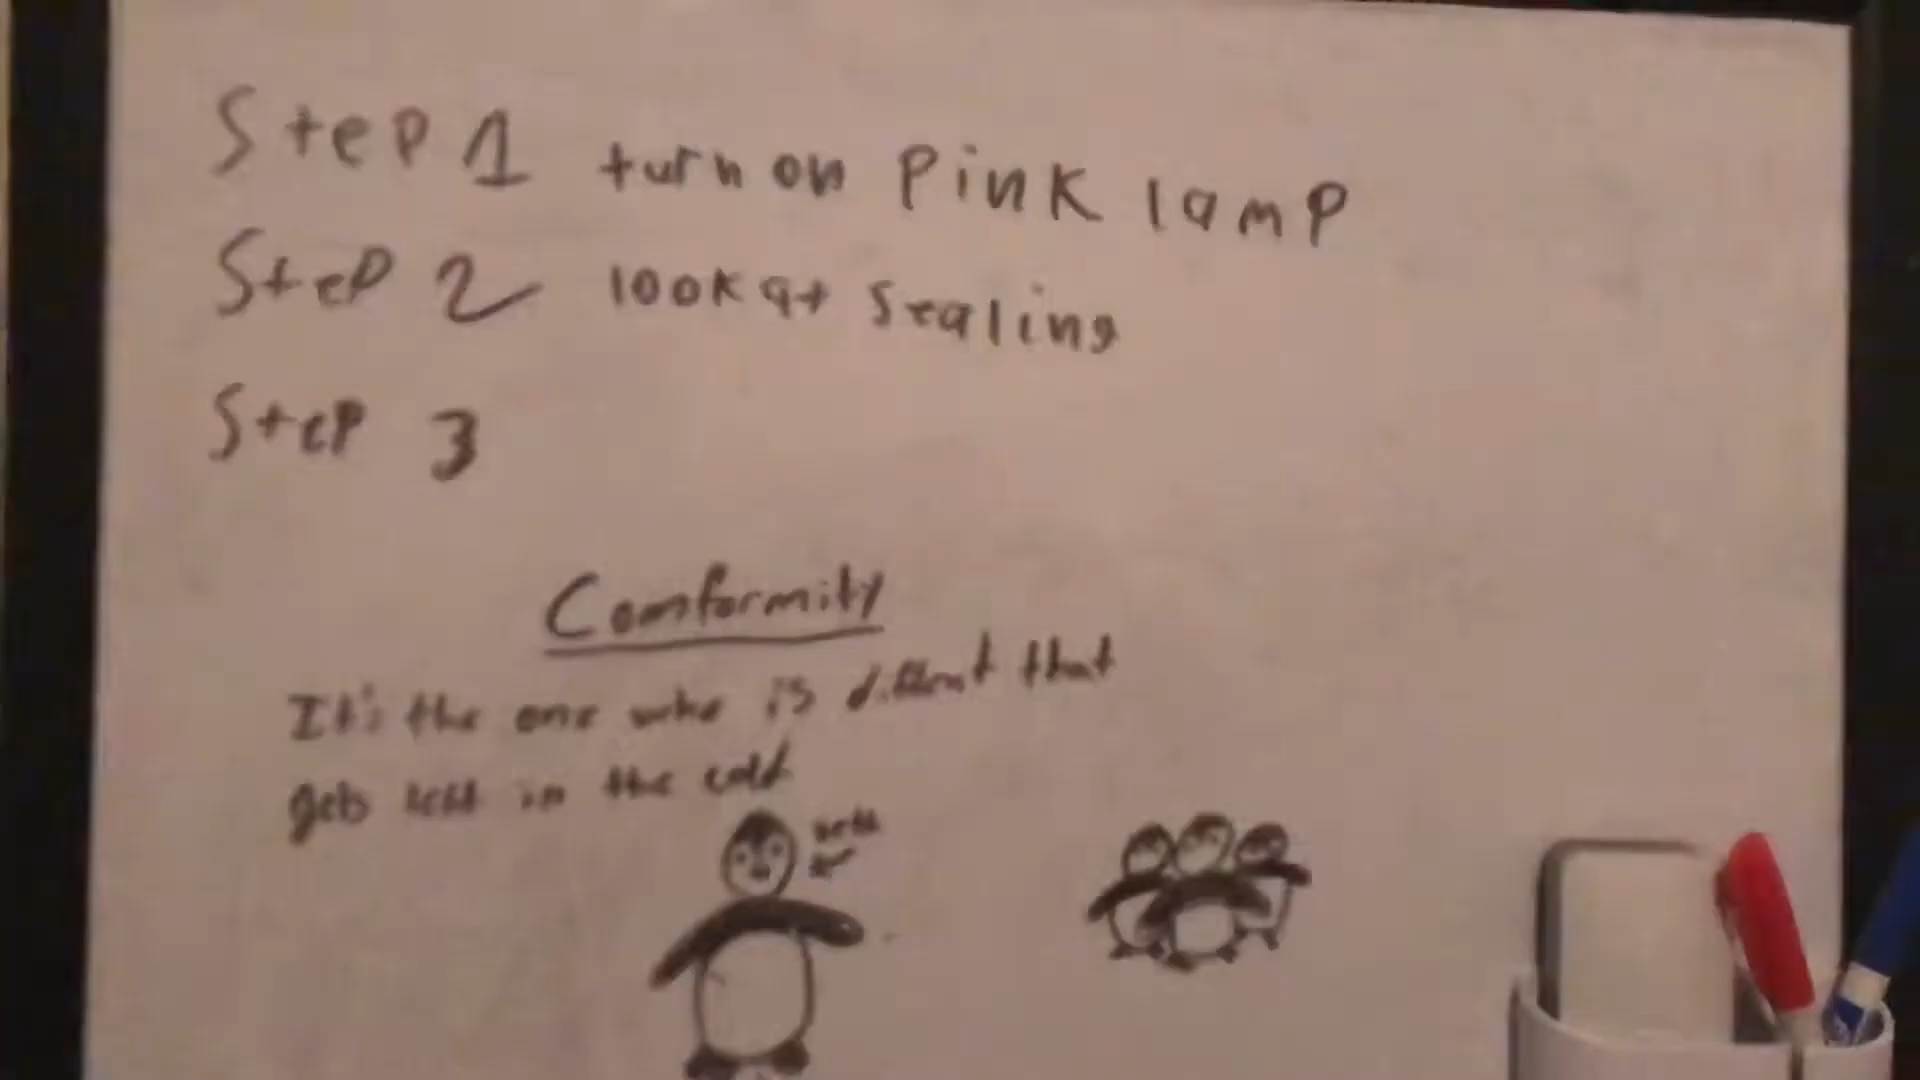 Step 1 turn on Pink lamp
Step 2 look at Sealing
Step 3
Comformity
It's the one who is different that
gets left in the cold